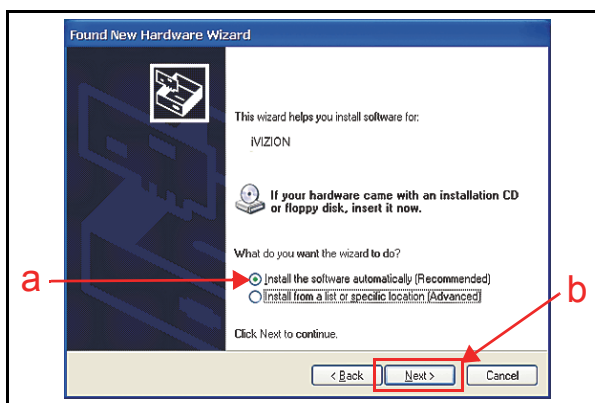 Found New Hardware Wizard
This wizard helps you install software for:
iVIZION
If your hardware came with an installation CD
or floppy disk, insert it now.
What do you want the wizard to do?
a
Install the software automatically (Recommended)
Install from a list or specific location (Advanced)
b
Click Next to continue.
< Back
Next >
Cancel